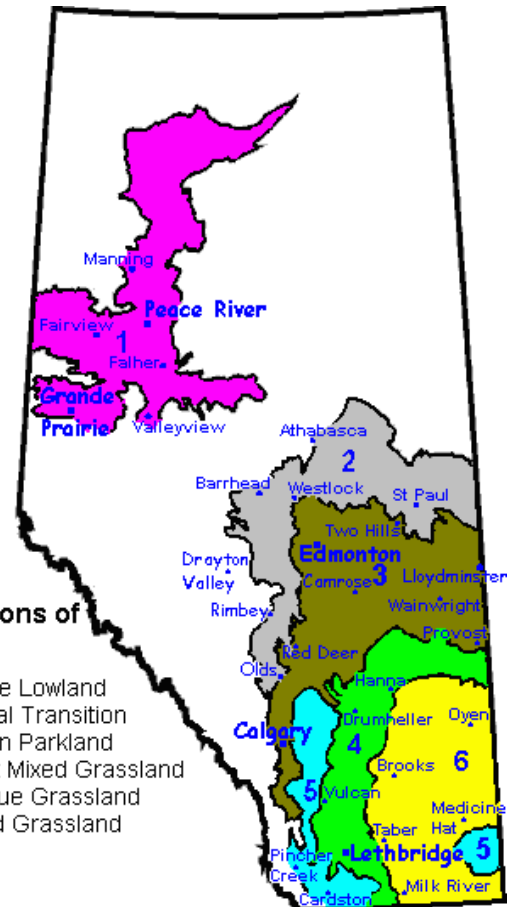 Manning
Peace River
Fairview
1
Falher
Grande
Prairie
Valleyview
Athabasca
2
Barrhead
Westlock
St Paul
Two Hills
Edmonton
Drayton
Valley
Camrose
3
Lloydminster
Wainwright
Rimbey
Provost
Red Deer
Olds
Hanna
Drumheller
Oyen
Calgary
4
Brooks
6
5
Vulcan
Medicine
Hat
Taber
Lethbridge
5
Pincher
Creek
Cardston
Milk River
ons of
e Lowland
al Transition
n Parkland
t Mixed Grassland
ue Grassland
d Grassland